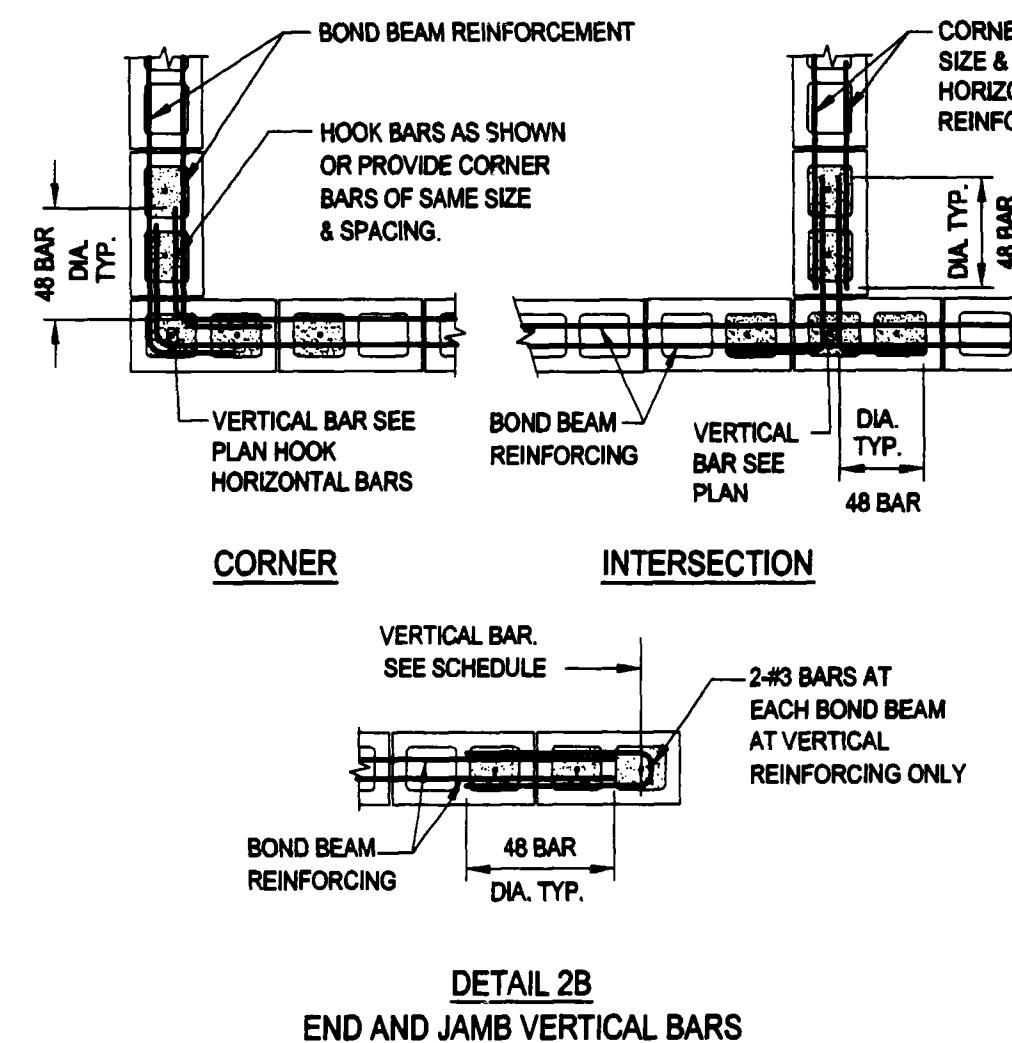 BOND BEAM REINFORCEMENT
HOOK BARS AS SHOWN
OR PROVIDE CORNER
BARS OF SAME SIZE
& SPACING.
48 BAR
DIA.
TYP.
VERTICAL BAR SEE
PLAN HOOK
HORIZONTAL BARS
CORNER
SIZE &
DIA. TYP.
48 BAR
BOND BEAM
REINFORCING
VERTICAL
BAR SEE
PLAN
DIA.
TYP.
48 BAR
INTERSECTION
VERTICAL BAR.
SEE SCHEDULE
2-#3 BARS AT
EACH BOND BEAM
AT VERTICAL
REINFORCING ONLY
BOND BEAM
REINFORCING
48 BAR
DIA. TYP.
DETAIL 2B
END AND JAMB VERTICAL BARS